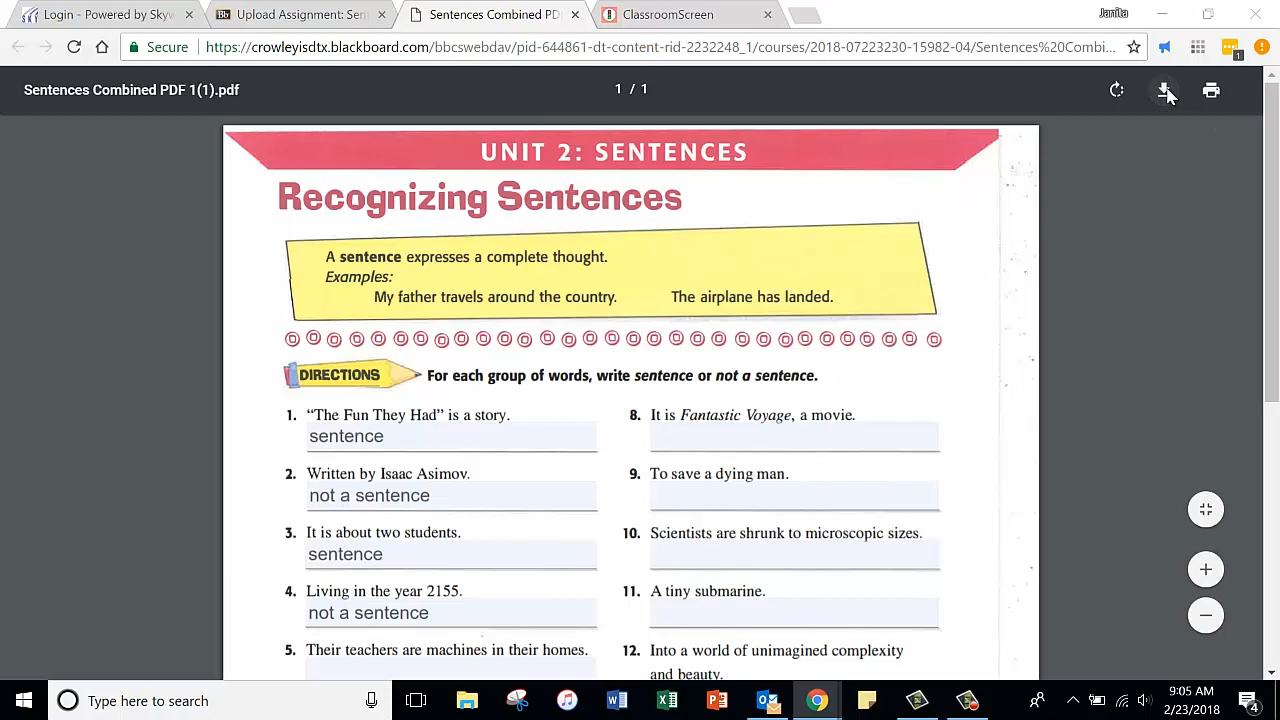 Login - Powered by Skyw
Upload Assignment: Sen
Sentences Combined PD
ClassroomScreen
Janita
Secure
https://crowleyisdtx.blackboard.com/bbcswebdav/pid-644861-dt-content-rid-2232248_1/courses/2018-07223230-15982-04/Sentences%20Combi...
1
Sentences Combined PDF 1(1).pdf
1 / 1
UNIT 2: SENTENCES
Recognizing Sentences
A sentence expresses a complete thought.
Examples:
My father travels around the country. The airplane has landed.
DIRECTIONS For each group of words, write sentence or not a sentence.
1. “The Fun They Had” is a story.
sentence
2. Written by Isaac Asimov.
not a sentence
3. It is about two students.
sentence
4. Living in the year 2155.
not a sentence
5. Their teachers are machines in their homes.
8. It is Fantastic Voyage, a movie.
9. To save a dying man.
10. Scientists are shrunk to microscopic sizes.
11. A tiny submarine.
12. Into a world of unimagined complexity
and beauty.
Type here to search
9:05 AM
2/23/2018
4